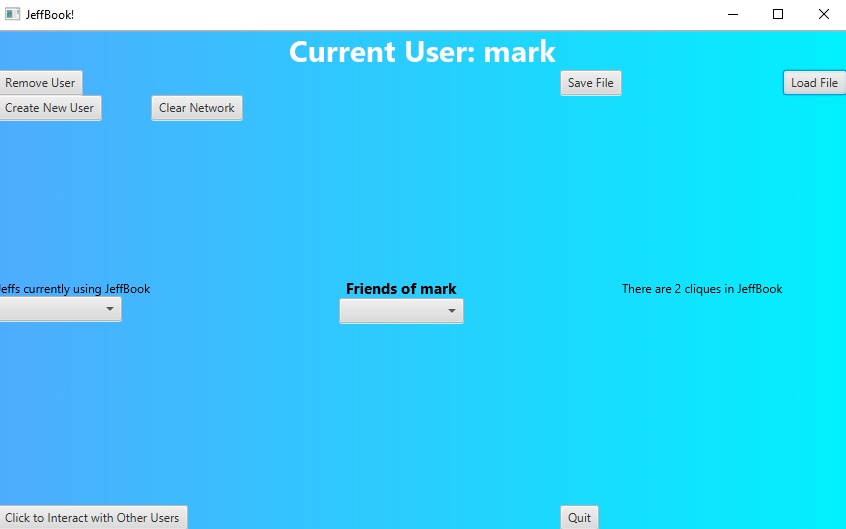 JeffBook!
Current User: mark
Remove User
Save File
Load File
Create New User
Clear Network
Jeffs currently using JeffBook
Friends of mark
There are 2 cliques in JeffBook
Click to Interact with Other Users
Quit